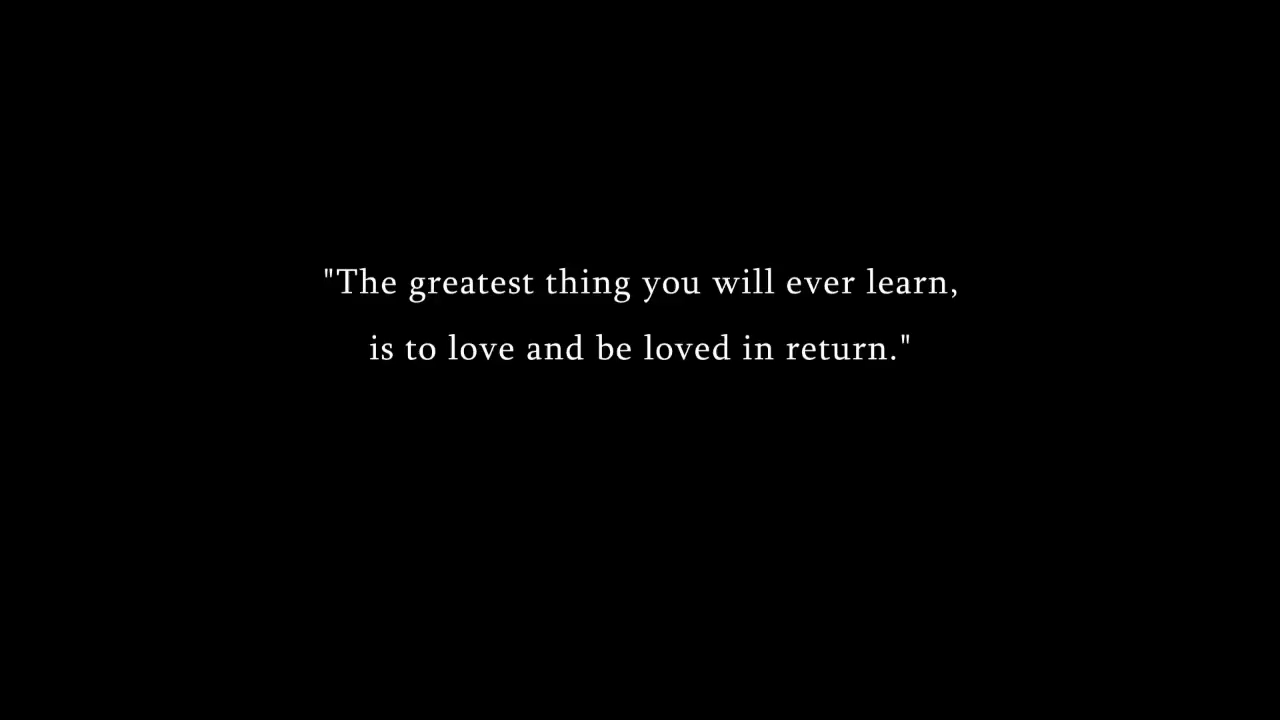 "The greatest thing you will ever learn,
is to love and be loved in return."